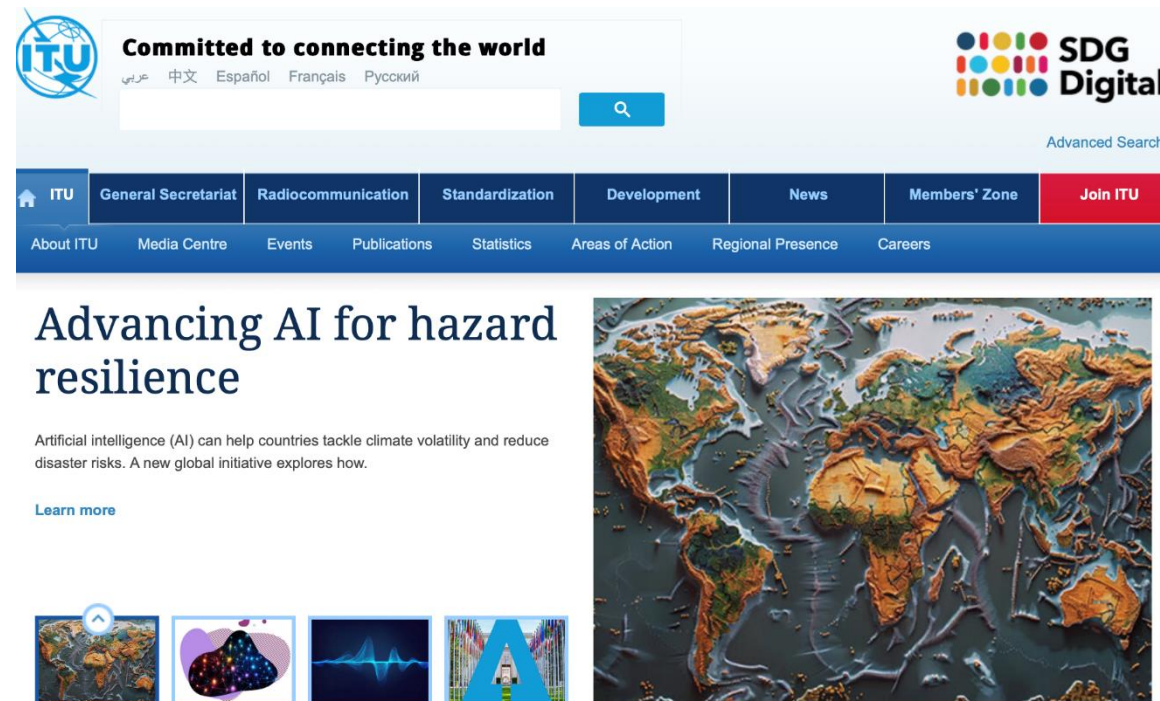 ITU
Committed to connecting the world
عربي 中文 Español Français Русский
SDG
Digital
Advanced Search
ITU General Secretariat Radiocommunication Standardization Development News Members' Zone Join ITU
About ITU Media Centre Events Publications Statistics Areas of Action Regional Presence Careers
Advancing AI for hazard
resilience
Artificial intelligence (AI) can help countries tackle climate volatility and reduce
disaster risks. A new global initiative explores how.
Learn more
A